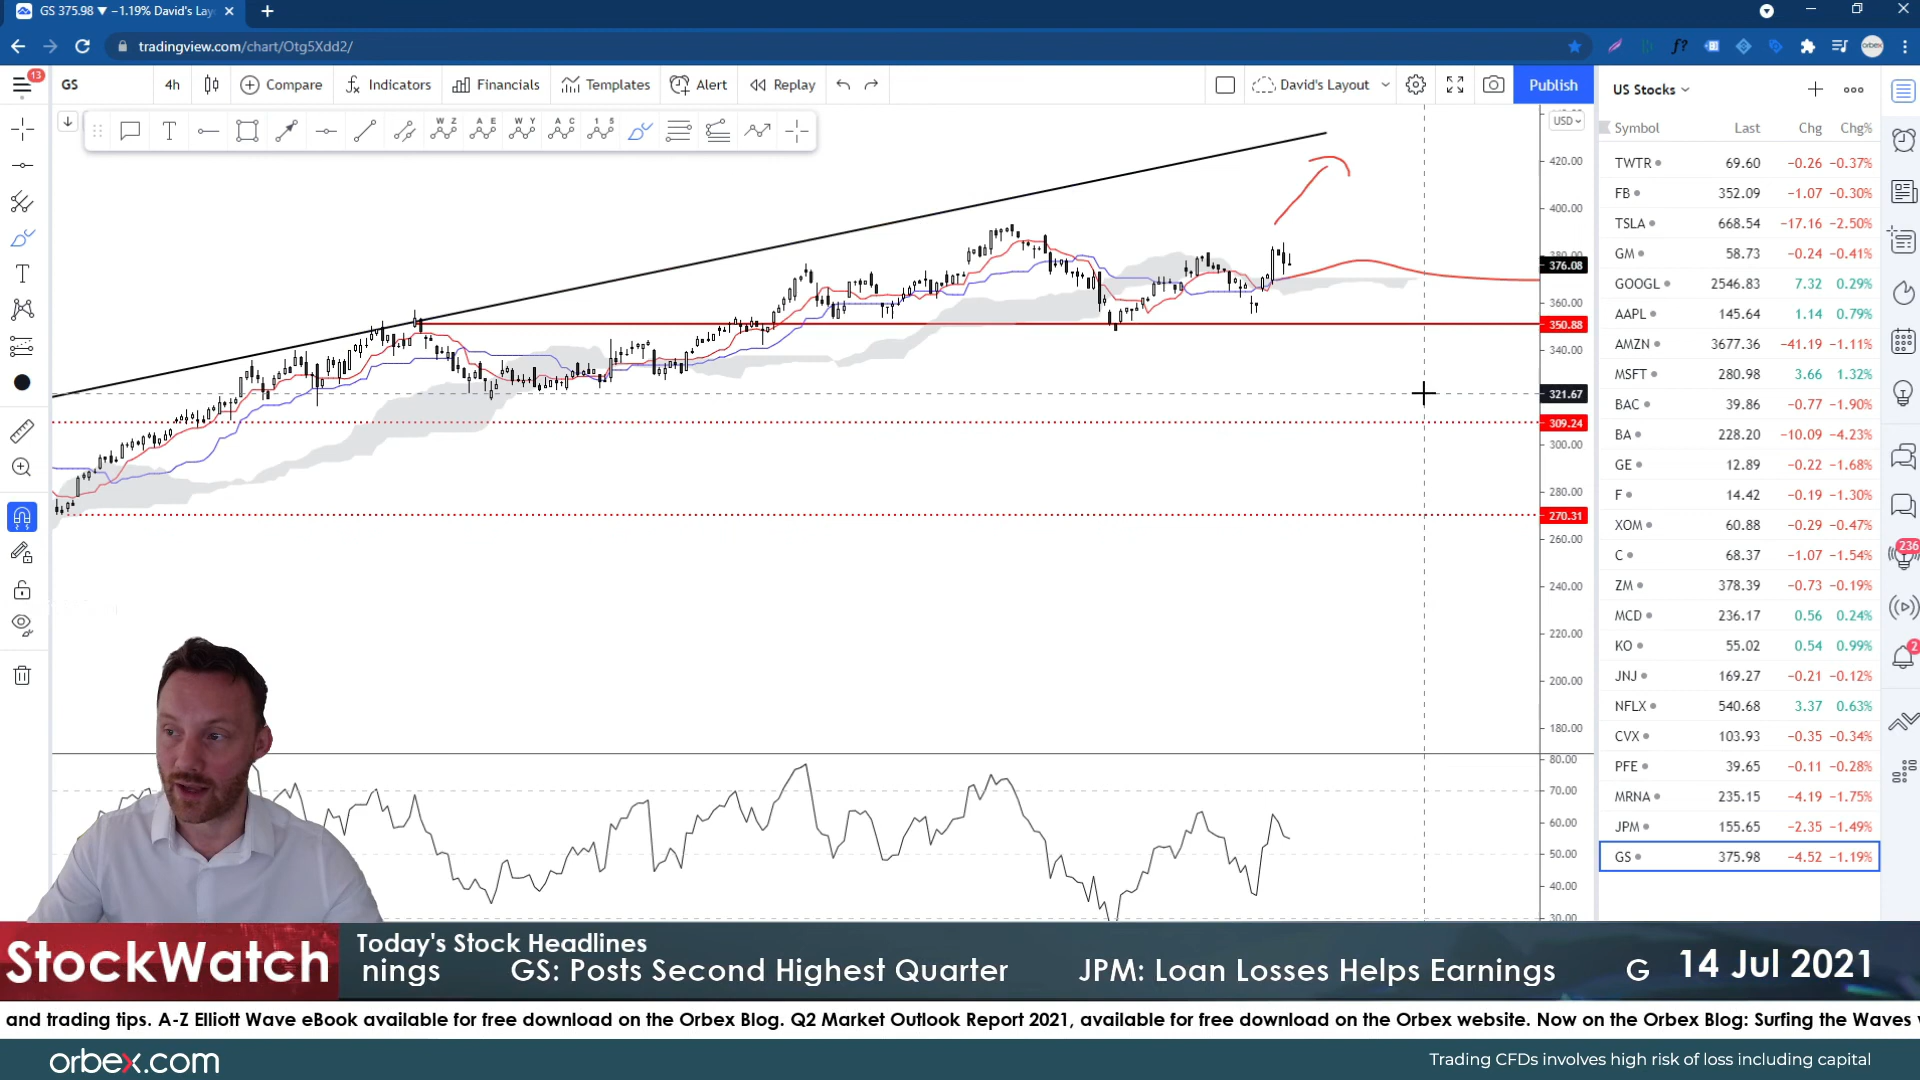 GS 375.98 ▼ −1.19% David's Lay
tradingview.com/chart/Otg5Xdd2/
13
GS 4h Compare Indicators Financials Templates Alert Replay David's Layout Publish
US Stocks
USD
Symbol Last Chg Chg%
W Z A E W Y A C 1 5
420.00
400.00
376.08
360.00
350.88
340.00
321.67
309.24
300.00
280.00
270.31
260.00
240.00
220.00
200.00
180.00
80.00
70.00
60.00
50.00
40.00
30.00
TWTR 69.60 −0.26 −0.37%
FB 352.09 −1.07 −0.30%
TSLA 668.54 −17.16 −2.50%
GM 58.73 −0.24 −0.41%
GOOGL 2546.83 7.32 0.29%
AAPL 145.64 1.14 0.79%
AMZN 3677.36 −41.19 −1.11%
MSFT 280.98 3.66 1.32%
BAC 39.86 −0.77 −1.90%
BA 228.20 −10.09 −4.23%
GE 12.89 −0.22 −1.68%
F 14.42 −0.19 −1.30%
XOM 60.88 −0.29 −0.47%
C 68.37 −1.07 −1.54%
ZM 378.39 −0.73 −0.19%
MCD 236.17 0.56 0.24%
KO 55.02 0.54 0.99%
JNJ 169.27 −0.21 −0.12%
NFLX 540.68 3.37 0.63%
CVX 103.93 −0.35 −0.34%
PFE 39.65 −0.11 −0.28%
MRNA 235.15 −4.19 −1.75%
JPM 155.65 −2.35 −1.49%
GS 375.98 −4.52 −1.19%
236
2
StockWatch
Today's Stock Headlines
nings GS: Posts Second Highest Quarter JPM: Loan Losses Helps Earnings G
14 Jul 2021
and trading tips. A-Z Elliott Wave eBook available for free download on the Orbex Blog. Q2 Market Outlook Report 2021, available for free download on the Orbex website. Now on the Orbex Blog: Surfing the Waves
orbex.com
Trading CFDs involves high risk of loss including capital